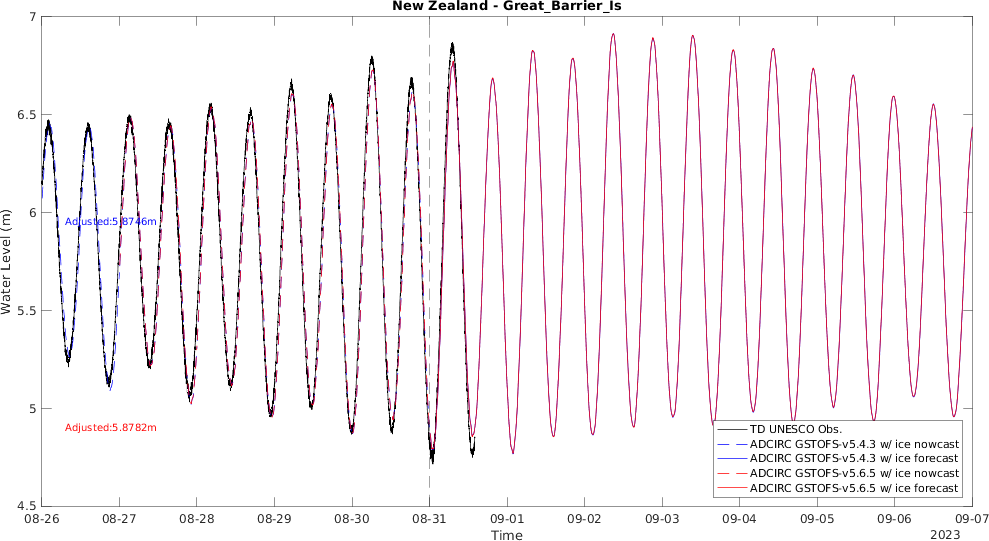 New Zealand - Great_Barrier_Is
7
6.5
6
5.5
5
4.5
Water Level (m)
Adjusted:5.8746m
Adjusted:5.8782m
TD UNESCO Obs.
ADCIRC GSTOFS-v5.4.3 w/ ice nowcast
ADCIRC GSTOFS-v5.4.3 w/ ice forecast
ADCIRC GSTOFS-v5.6.5 w/ ice nowcast
ADCIRC GSTOFS-v5.6.5 w/ ice forecast
08-26 08-27 08-28 08-29 08-30 08-31 09-01 09-02 09-03 09-04 09-05 09-06 09-07
Time
2023